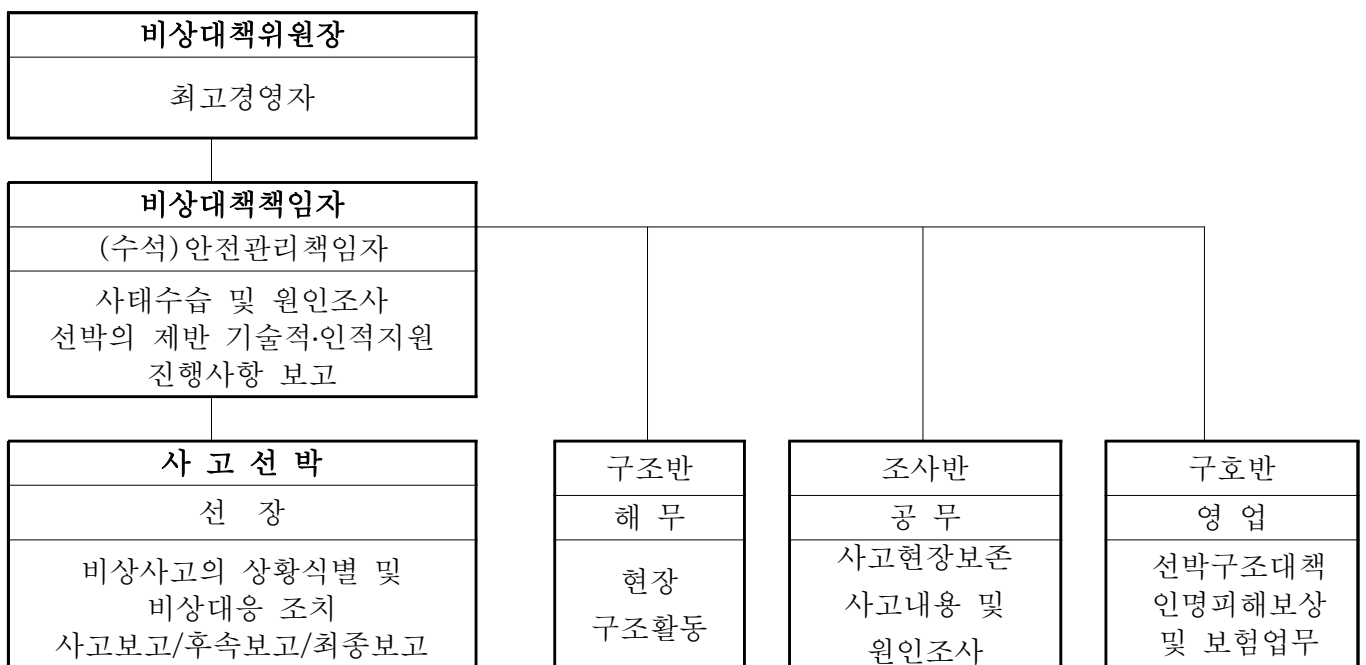 비상대책위원장
최고경영자
비상대책책임자
(수석)안전관리책임자
사태수습 및 원인조사
선박의 제반 기술적·인적지원
진행사항 보고
사 고 선 박
선 장
비상사고의 상황식별 및
비상대응 조치
사고보고/후속보고/최종보고
구조반
해 무
현장
구조활동
조사반
공 무
사고현장보존
사고내용 및
원인조사
구호반
영 업
선박구조대책
인명피해보상
및 보험업무